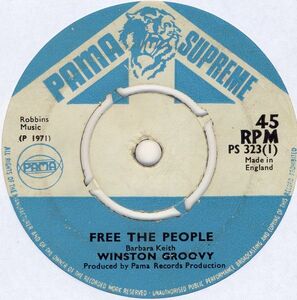 PAMA SUPREME
Robbins
Music
(P 1971)
45
RPM
PS 323(1)
Made in
England
PAMA
FREE THE PEOPLE
Barbara Keith
WINSTON GROOVY
Produced by Pama Records Production